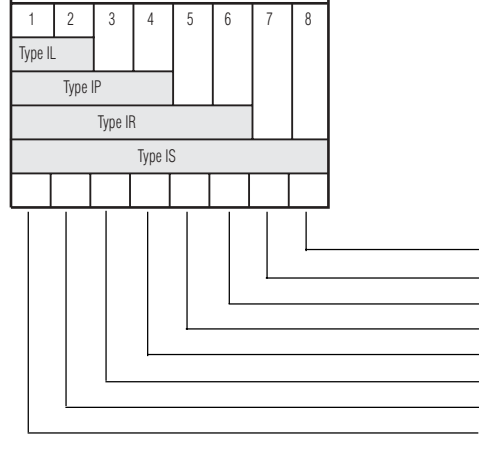 1 2 3 4 5 6 7 8
Type IL
Type IP
Type IR
Type IS